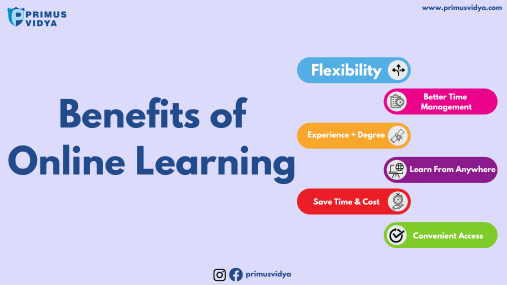 PRIMUS
VIDYA
www.primusvidya.com
Benefits of
Online Learning
Flexibility
Better Time
Management
Experience + Degree
Learn From Anywhere
Save Time & Cost
Convenient Access
primusvidya